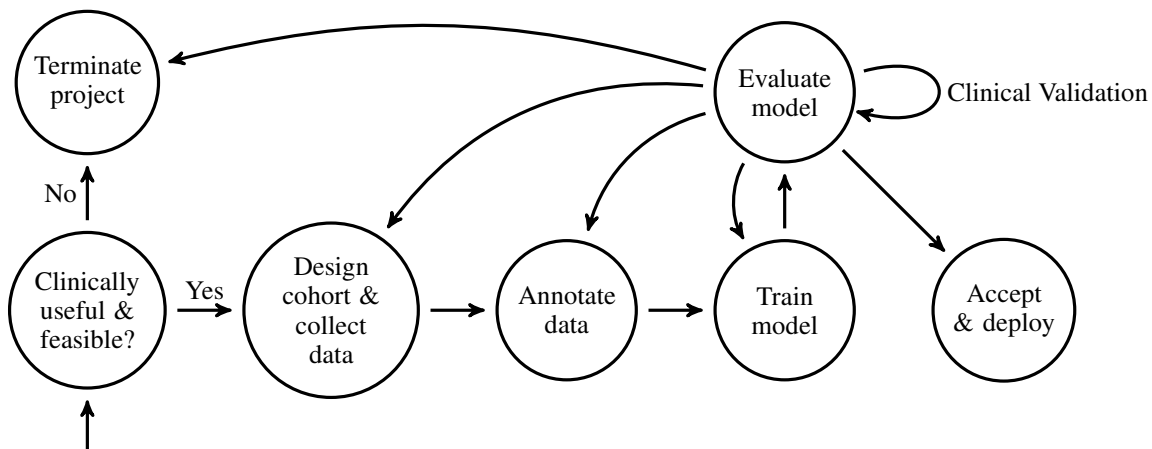 Terminate
project
Evaluate
model
Clinical Validation
No
Clinically
useful &
feasible?
Yes
Design
cohort &
collect
data
Annotate
data
Train
model
Accept
& deploy